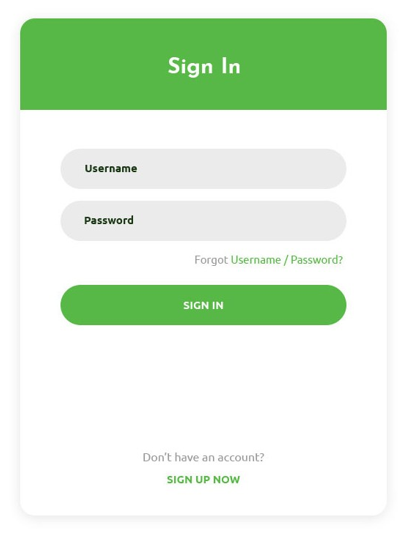 Sign In
Username
Password
Forgot Username / Password?
SIGN IN
Don't have an account?
SIGN UP NOW